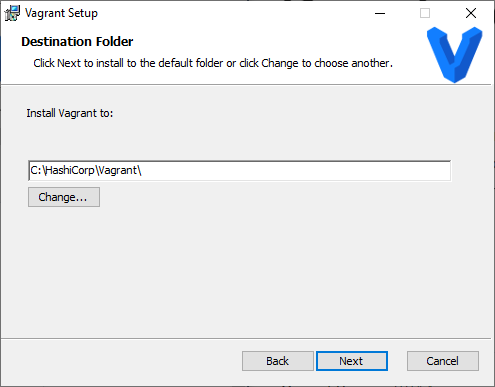 Vagrant Setup
Destination Folder
Click Next to install to the default folder or click Change to choose another.
Install Vagrant to:
C:\HashiCorp\Vagrant\
Change...
Back
Next
Cancel